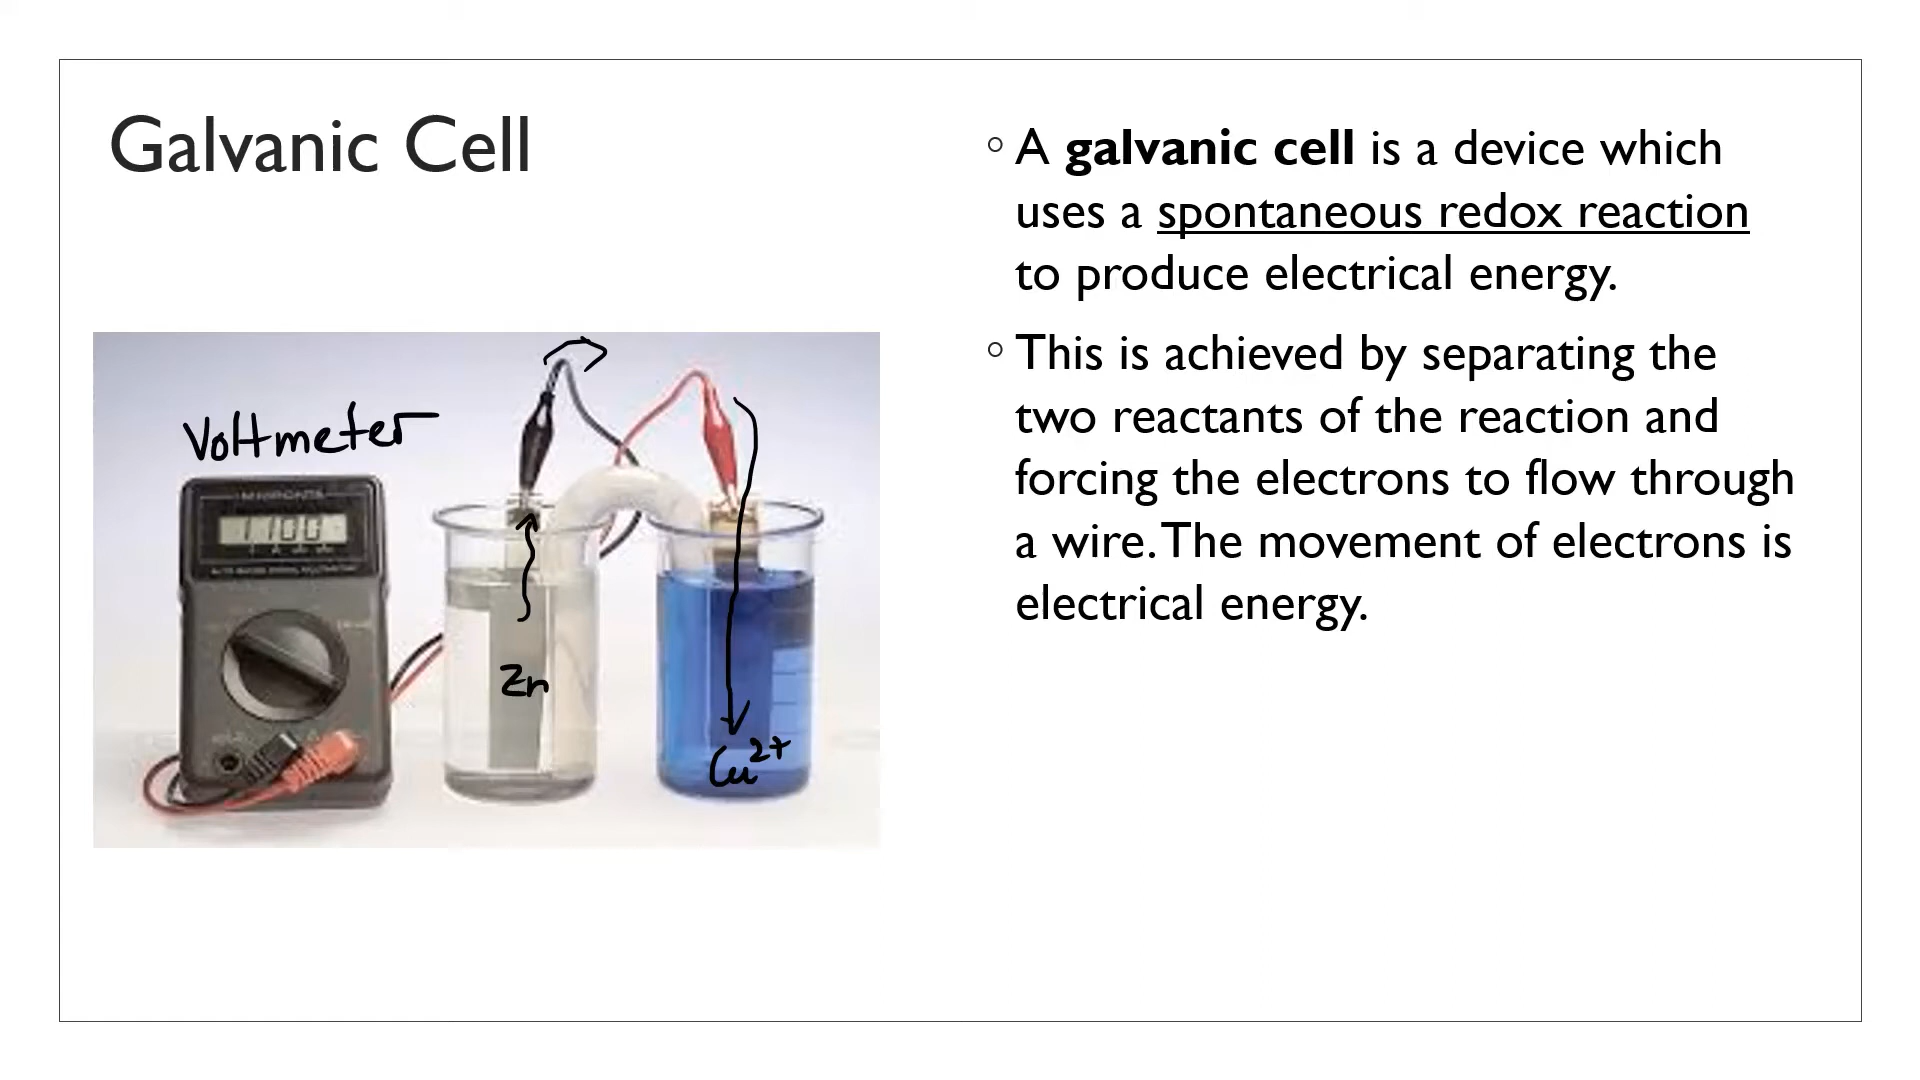 Galvanic Cell
Voltmeter
Zn
Cu²⁺
○ A galvanic cell is a device which
uses a spontaneous redox reaction
to produce electrical energy.
○ This is achieved by separating the
two reactants of the reaction and
forcing the electrons to flow through
a wire. The movement of electrons is
electrical energy.